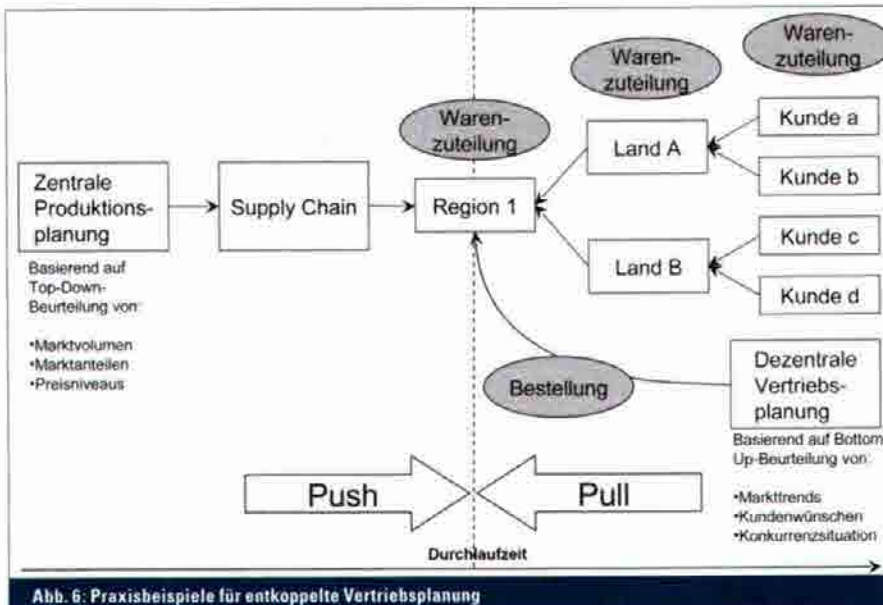 Waren-
zuteilung
Waren-
zuteilung
Waren-
zuteilung
Zentrale
Produktions-
planung
Supply Chain
Region 1
Land A
Land B
Kunde a
Kunde b
Kunde c
Kunde d
Basierend auf
Top-Down-
Beurteilung von:
•Marktvolumen
•Marktanteilen
•Preisniveaus
Bestellung
Dezentrale
Vertriebs-
planung
Basierend auf Bottom
Up-Beurteilung von:
•Markttrends
•Kundenwünschen
•Konkurrenzsituation
Push
Pull
Durchlaufzeit
Abb. 6: Praxisbeispiele für entkoppelte Vertriebsplanung